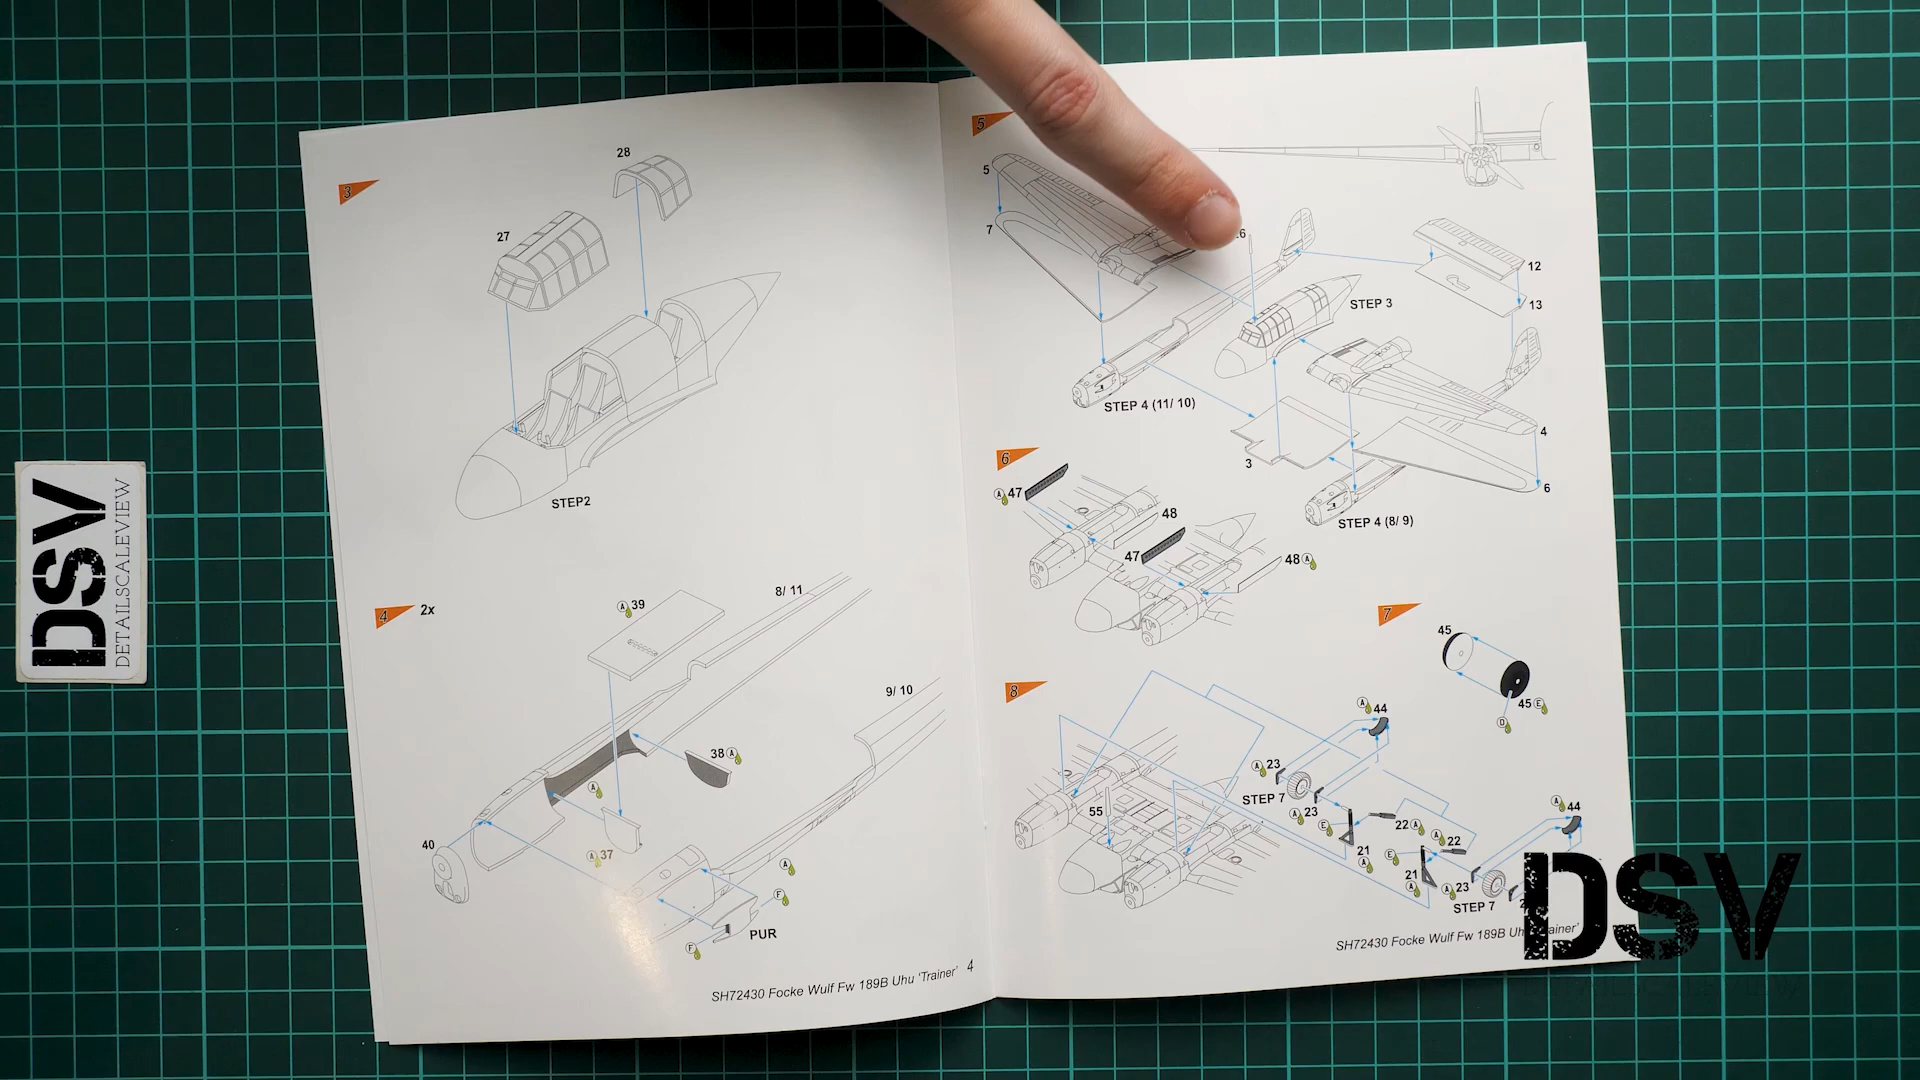 3
28
27
STEP2
4
2x
A 39
8/ 11
9/ 10
38 A
A
40
A 37
A
F
F
PUR
SH72430 Focke Wulf Fw 189B Uhu 'Trainer' 4
5
5
7
12
13
STEP 3
STEP 4 (11/ 10)
3
4
6
STEP 4 (8/ 9)
6
A 47
48
47
48 A
7
45
45 E
D
8
A 44
A 23
STEP 7
A 23
E
22 A
A 22
A 44
55
21
A
E
21
A
A 23
STEP 7
SH72430 Focke Wulf Fw 189B
DSV
DETAILSCALEVIEW
DSV